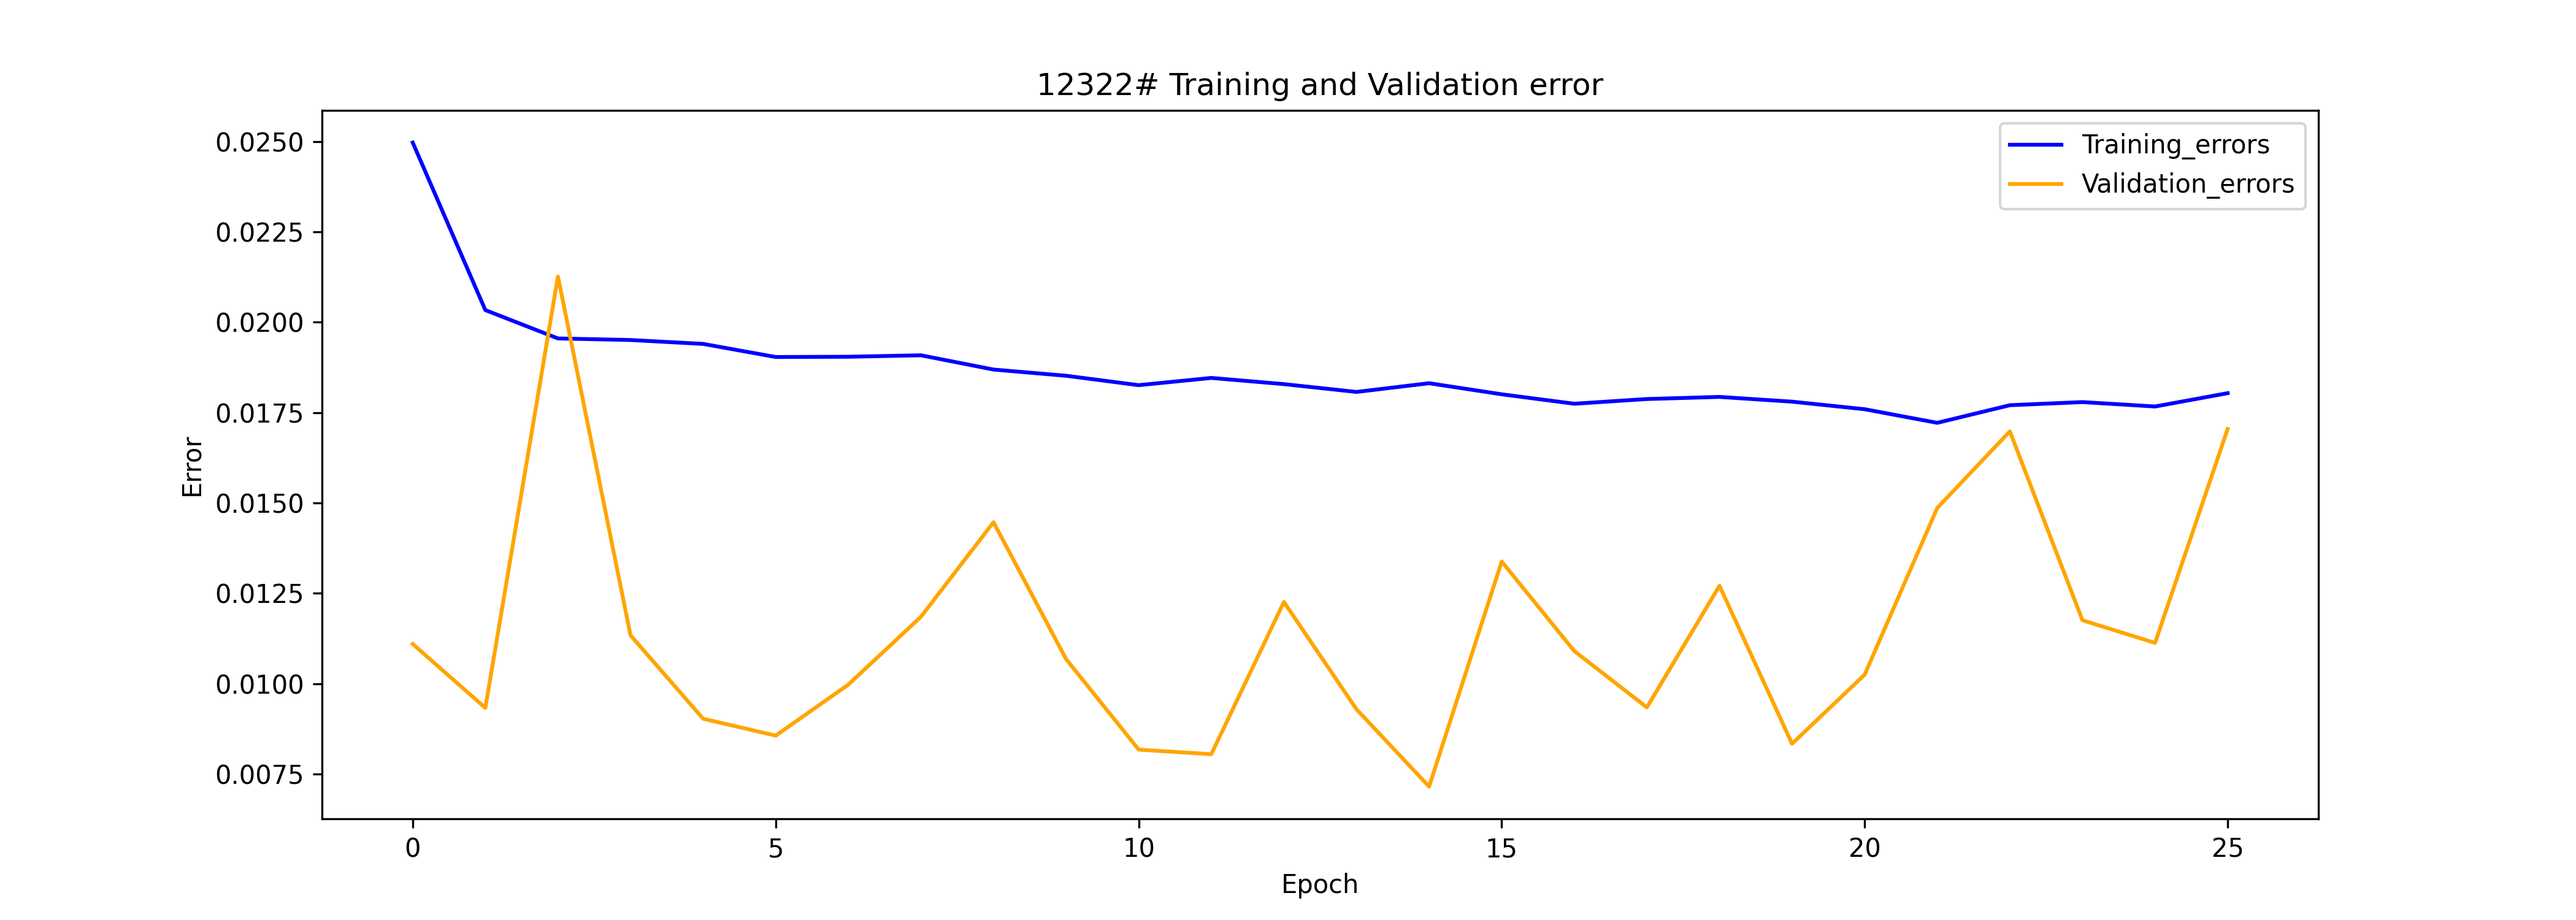 12322# Training and Validation error
Training_errors
Validation_errors
0.0250
0.0225
0.0200
0.0175
0.0150
0.0125
0.0100
0.0075
Error
0 5 10 15 20 25
Epoch